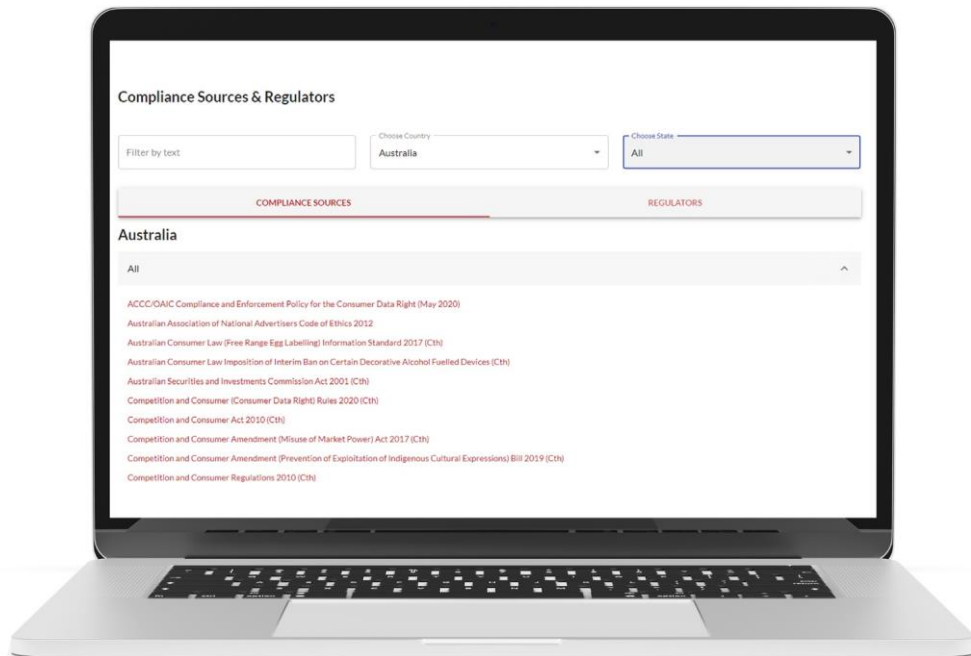 Compliance Sources & Regulators
Filter by text
Choose Country
Australia
Choose State
All
COMPLIANCE SOURCES
REGULATORS
Australia
All
ACCC/OAIC Compliance and Enforcement Policy for the Consumer Data Right (May 2020)
Australian Association of National Advertisers Code of Ethics 2012
Australian Consumer Law (Free Range Egg Labelling) Information Standard 2017 (Cth)
Australian Consumer Law Imposition of Interim Ban on Certain Decorative Alcohol Fuelled Devices (Cth)
Australian Securities and Investments Commission Act 2001 (Cth)
Competition and Consumer (Consumer Data Right) Rules 2020 (Cth)
Competition and Consumer Act 2010 (Cth)
Competition and Consumer Amendment (Misuse of Market Power) Act 2017 (Cth)
Competition and Consumer Amendment (Prevention of Exploitation of Indigenous Cultural Expressions) Bill 2019 (Cth)
Competition and Consumer Regulations 2010 (Cth)